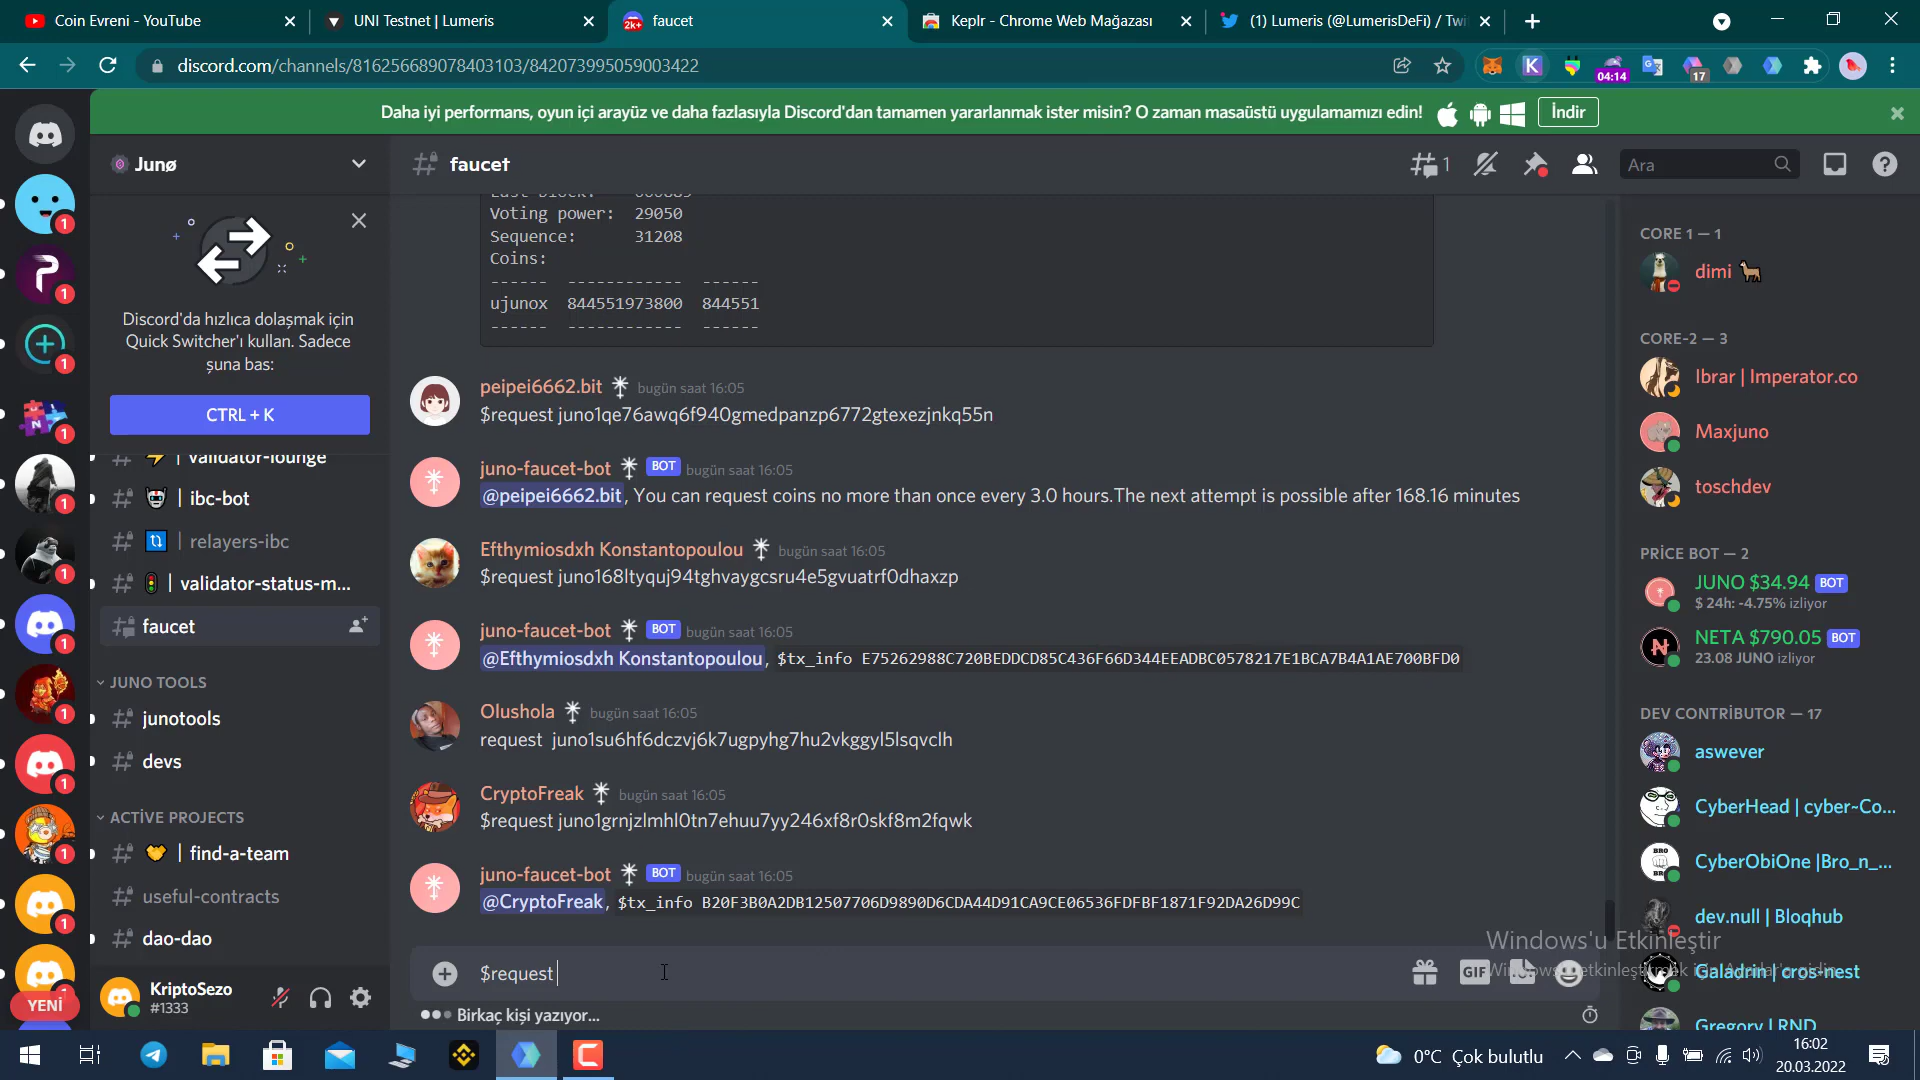 Coin Evreni - YouTube
UNI Testnet | Lumeris
2k+
faucet
Keplr - Chrome Web Mağazası
(1) Lumeris (@LumerisDeFi) / Twi
discord.com/channels/816256689078403103/842073995059003422
K
04:14
17
Daha iyi performans, oyun içi arayüz ve daha fazlasıyla Discord'dan tamamen yararlanmak ister misin? O zaman masaüstü uygulamamızı edin!
İndir
Junø
faucet
1
Ara
Discord'da hızlıca dolaşmak için
Quick Switcher'ı kullan. Sadece
şuna bas:
CTRL + K
| validator-lounge
| ibc-bot
| relayers-ibc
| validator-status-m...
faucet
JUNO TOOLS
junotools
devs
ACTİVE PROJECTS
| find-a-team
useful-contracts
dao-dao
YENİ
KriptoSezo
#1333
Voting power: 29050
Sequence: 31208
Coins:
------ ------------ ------
ujunox 844551973800 844551
------ ------------ ------
peipei6662.bit bugün saat 16:05
$request juno1qe76awq6f940gmedpanzp6772gtexezjnkq55n
juno-faucet-bot BOT bugün saat 16:05
@peipei6662.bit, You can request coins no more than once every 3.0 hours.The next attempt is possible after 168.16 minutes
Efthymiosdxh Konstantopoulou bugün saat 16:05
$request juno168ltyquj94tghvaygcsru4e5gvuatrf0dhaxzp
juno-faucet-bot BOT bugün saat 16:05
@Efthymiosdxh Konstantopoulou, $tx_info E75262988C720BEDDCD85C436F66D344EEADBC0578217E1BCA7B4A1AE700BFD0
Olushola bugün saat 16:05
request juno1su6hf6dczvj6k7ugpyhg7hu2vkggyl5lsqvclh
CryptoFreak bugün saat 16:05
$request juno1grnjzlmhl0tn7ehuu7yy246xf8r0skf8m2fqwk
juno-faucet-bot BOT bugün saat 16:05
@CryptoFreak, $tx_info B20F3B0A2DB12507706D9890D6CDA44D91CA9CE06536FDFBF1871F92DA26D99C
$request
GIF
Birkaç kişi yazıyor...
CORE 1 — 1
dimi
CORE-2 — 3
Ibrar | Imperator.co
Maxjuno
toschdev
PRİCE BOT — 2
JUNO $34.94 BOT
$ 24h: -4.75% izliyor
NETA $790.05 BOT
23.08 JUNO izliyor
DEV CONTRİBUTOR — 17
aswever
CyberHead | cyber~Co...
CyberObiOne |Bro_n_...
dev.null | Bloqhub
Windows'u Etkinleştir
Galadrin | cros-nest
Gregory | RND
0°C Çok bulutlu
16:02
20.03.2022